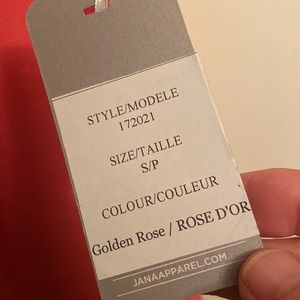 STYLE/MODELE
172021
SIZE/TAILLE
S/P
COLOUR/COULEUR
Golden Rose / ROSE D'OR
JANAAPPAREL.COM